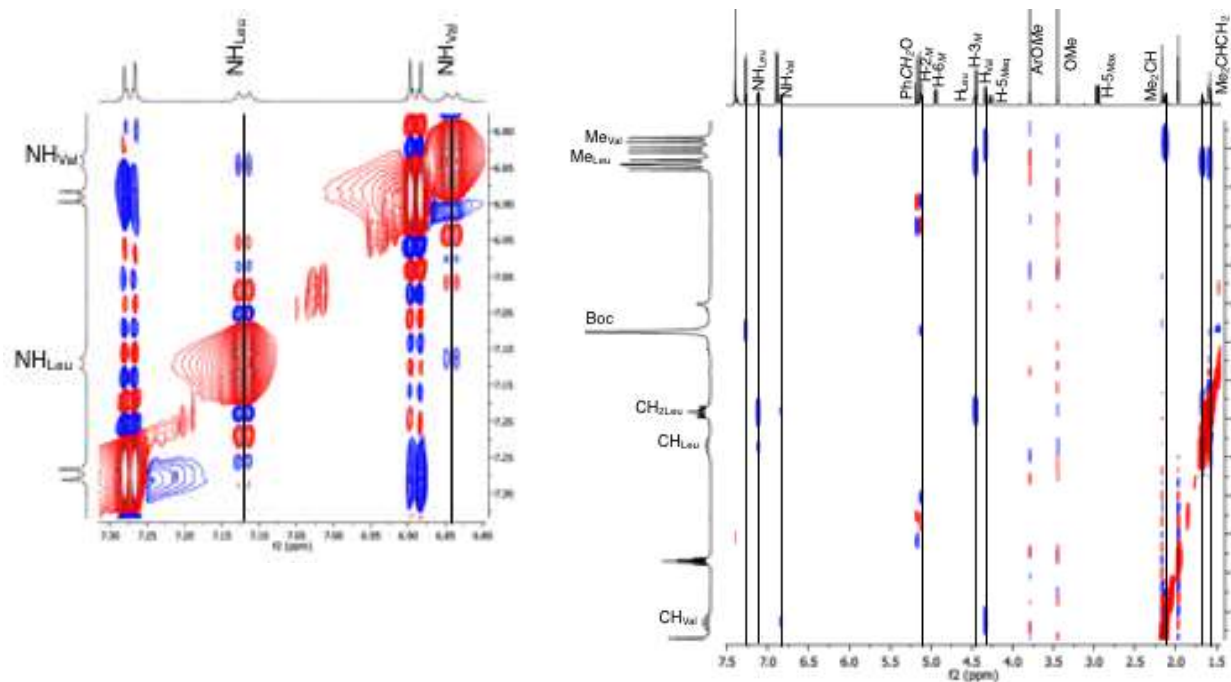 NHLeu
NHVal
NHVal
NHLeu
6.80
6.85
6.90
6.95
7.00
7.05
7.10
7.15
7.20
7.25
7.30
7.30 7.25 7.10 7.05 7.00 6.95 6.90 6.85 6.80
f2 (ppm)
NHLeu
NHVal
PhCH2O
H-2M
H-6M
HLeu
H-3M
HVal
H-5Meq
ArOMe
OMe
H-5Max
Me2CH
Me2CHCH2
MeVal
MeLeu
Boc
CH2Leu
CHLeu
CHVal
7.5 7.0 6.5 6.0 5.5 5.0 4.5 4.0 3.5 3.0 2.5 2.0 1.5
f2 (ppm)